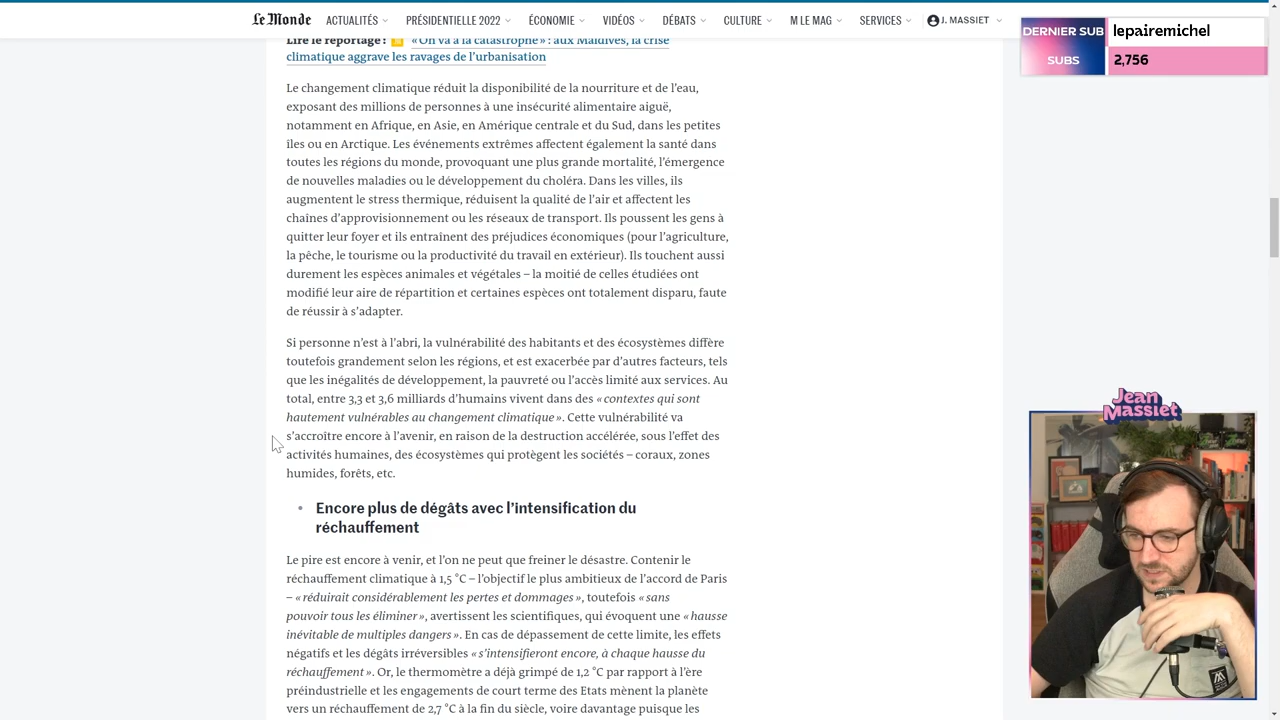 Le Monde
ACTUALITÉS
PRÉSIDENTIELLE 2022
ÉCONOMIE
VIDÉOS
DÉBATS
CULTURE
M LE MAG
SERVICES
J. MASSIET
DERNIER SUB
lepairemichel
SUBS
2,756
Lire le reportage : « On va à la catastrophe » : aux Maldives, la crise
climatique aggrave les ravages de l’urbanisation
Le changement climatique réduit la disponibilité de la nourriture et de l’eau,
exposant des millions de personnes à une insécurité alimentaire aiguë,
notamment en Afrique, en Asie, en Amérique centrale et du Sud, dans les petites
îles ou en Arctique. Les événements extrêmes affectent également la santé dans
toutes les régions du monde, provoquant une plus grande mortalité, l’émergence
de nouvelles maladies ou le développement du choléra. Dans les villes, ils
augmentent le stress thermique, réduisent la qualité de l’air et affectent les
chaînes d’approvisionnement ou les réseaux de transport. Ils poussent les gens à
quitter leur foyer et ils entraînent des préjudices économiques (pour l’agriculture,
la pêche, le tourisme ou la productivité du travail en extérieur). Ils touchent aussi
durement les espèces animales et végétales – la moitié de celles étudiées ont
modifié leur aire de répartition et certaines espèces ont totalement disparu, faute
de réussir à s’adapter.
Si personne n’est à l’abri, la vulnérabilité des habitants et des écosystèmes diffère
toutefois grandement selon les régions, et est exacerbée par d’autres facteurs, tels
que les inégalités de développement, la pauvreté ou l’accès limité aux services. Au
total, entre 3,3 et 3,6 milliards d’humains vivent dans des « contextes qui sont
hautement vulnérables au changement climatique ». Cette vulnérabilité va
s’accroître encore à l’avenir, en raison de la destruction accélérée, sous l’effet des
activités humaines, des écosystèmes qui protègent les sociétés – coraux, zones
humides, forêts, etc.
• Encore plus de dégâts avec l’intensification du
réchauffement
Le pire est encore à venir, et l’on ne peut que freiner le désastre. Contenir le
réchauffement climatique à 1,5 °C – l’objectif le plus ambitieux de l’accord de Paris
– « réduirait considérablement les pertes et dommages », toutefois « sans
pouvoir tous les éliminer », avertissent les scientifiques, qui évoquent une « hausse
inévitable de multiples dangers ». En cas de dépassement de cette limite, les effets
négatifs et les dégâts irréversibles « s’intensifieront encore, à chaque hausse du
réchauffement ». Or, le thermomètre a déjà grimpé de 1,2 °C par rapport à l’ère
préindustrielle et les engagements de court terme des Etats mènent la planète
vers un réchauffement de 2,7 °C à la fin du siècle, voire davantage puisque les
Jean
Massiet